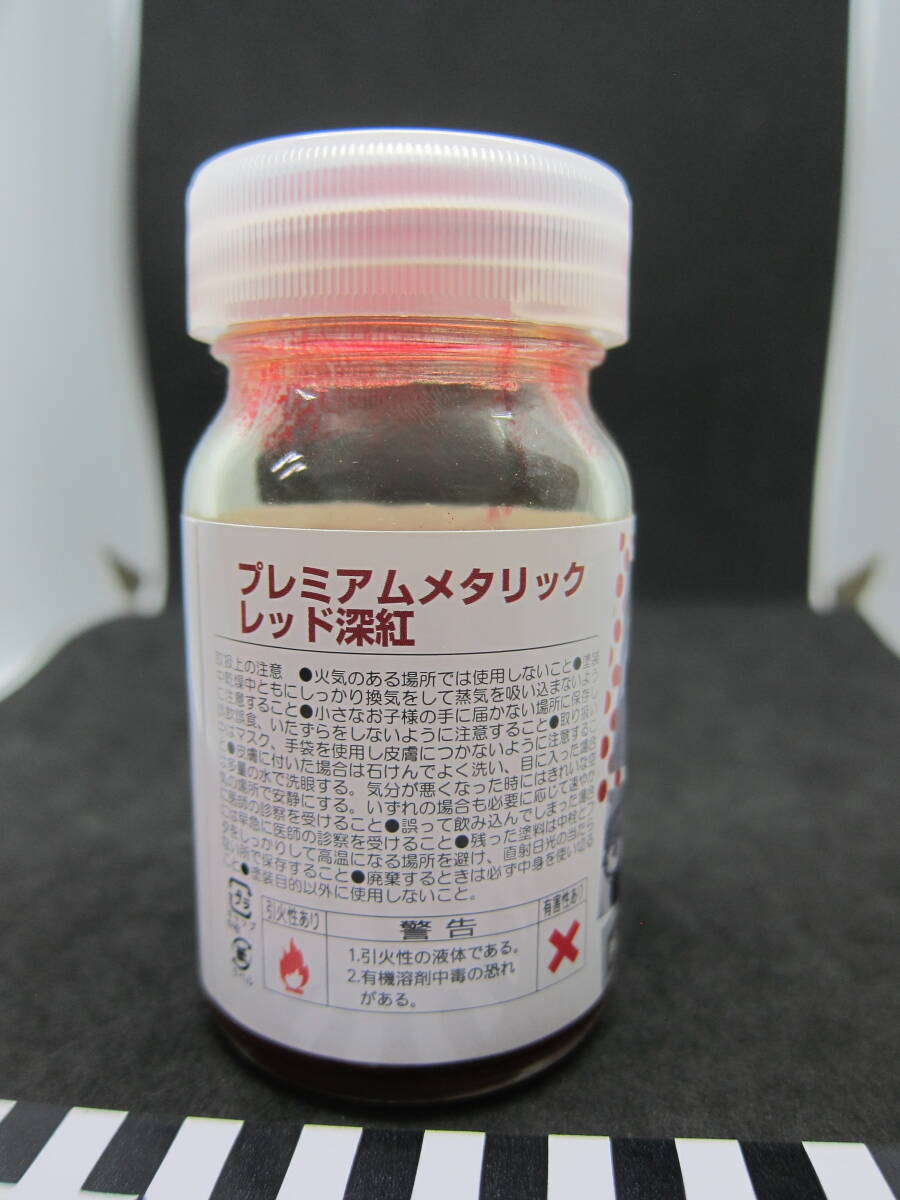 プレミアムメタリック
レッド深紅
取扱上の注意 ●火気のある場所では使用しないこと●塗装
中乾燥中ともにしっかり換気をして蒸気を吸い込まないよう
に注意すること●小さなお子様の手に届かない場所に保存し
誤飲誤食、いたずらをしないように注意すること●取り扱い
中はマスク、手袋を使用し皮膚につかないように注意するこ
と●皮膚に付いた場合は石けんでよく洗い、目に入った場合
は多量の水で洗眼する。気分が悪くなった時にはきれいな空
気の場所で安静にする。いずれの場合も必要に応じて速やか
に医師の診察を受けること●誤って飲み込んでしまった場合
には早急に医師の診察を受けること●残った塗料は中栓とフ
タをしっかりして高温になる場所を避け、直射日光の当たら
ない所で保存すること●廃棄するときは必ず中身を使い切る
こと●塗装目的以外に使用しないこと。
プラ
引火性あり
警告
有害性あり
1.引火性の液体である。
2.有機溶剤中毒の恐れ
がある。